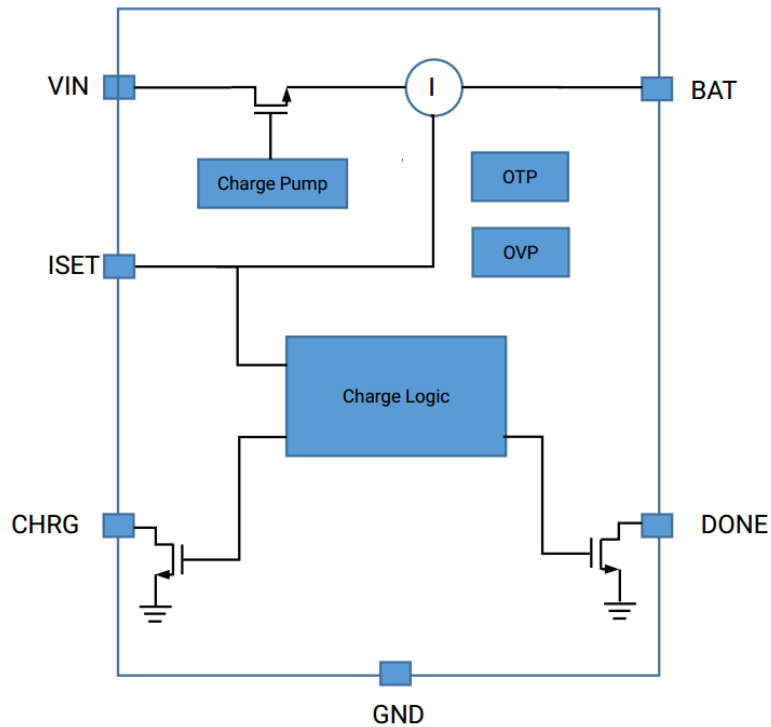 VIN
I
BAT
Charge Pump
OTP
ISET
OVP
Charge Logic
CHRG
DONE
GND